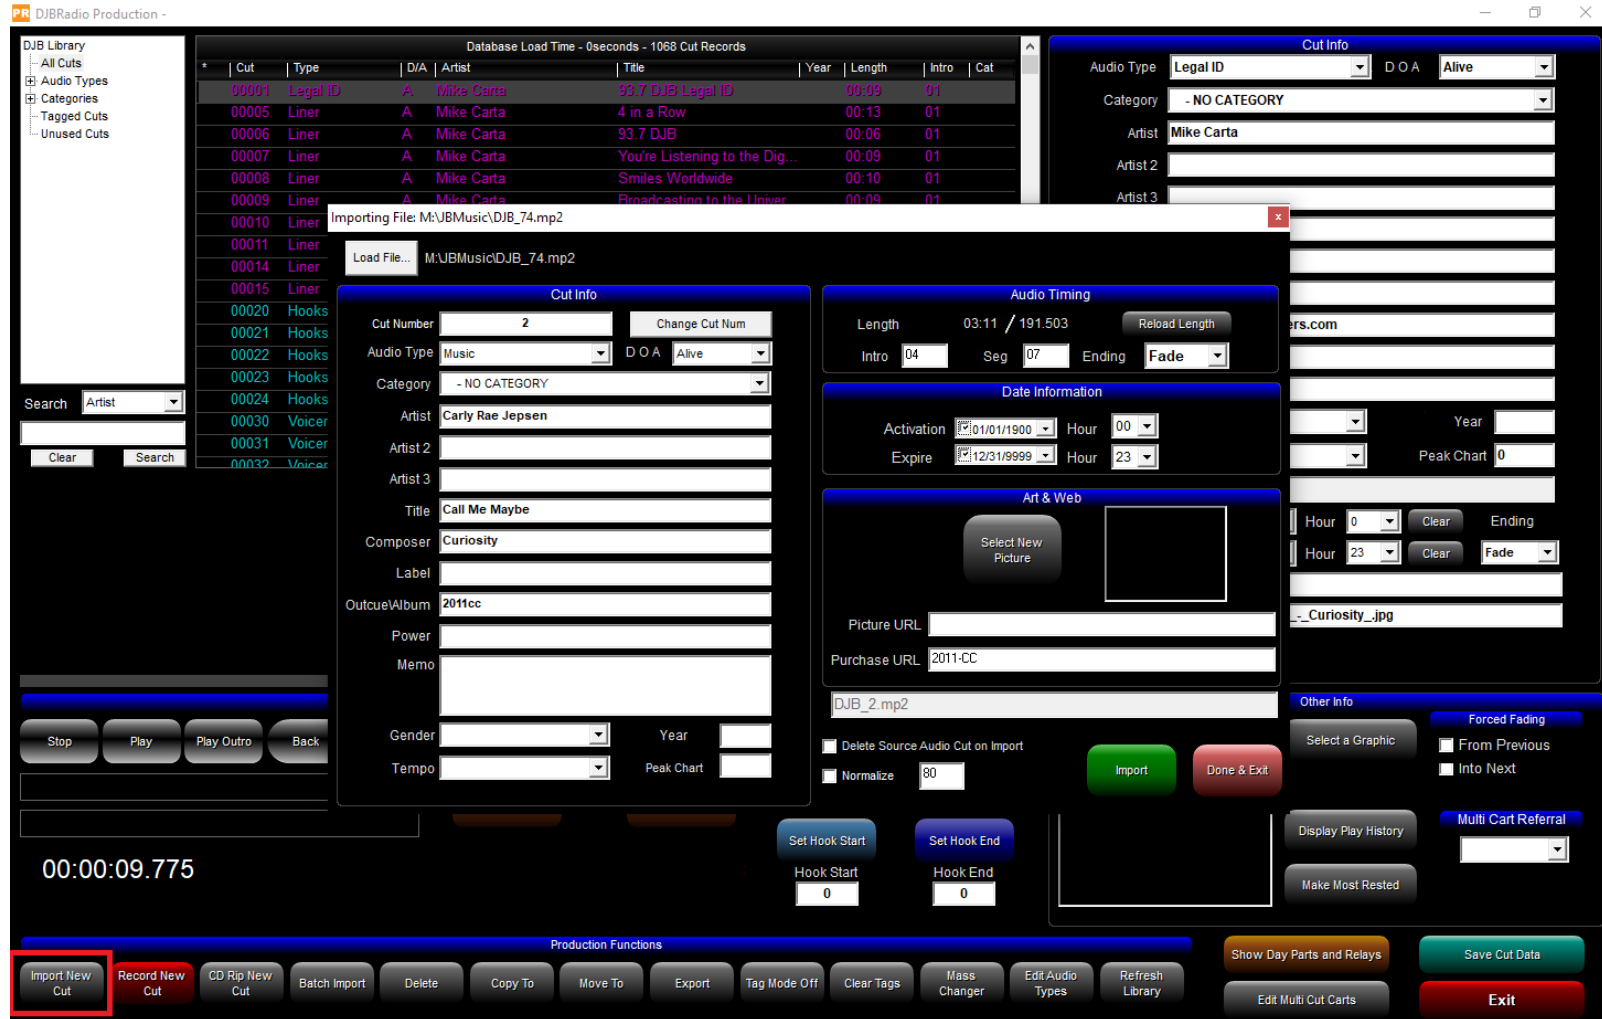 PR DJBRadio Production -
DJB Library
All Cuts
Audio Types
Categories
Tagged Cuts
Unused Cuts
Search Artist
Clear Search
Database Load Time - 0seconds - 1068 Cut Records
* Cut Type D/A Artist Title Year Length Intro Cat
00001 Legal ID A Mike Carta 93.7 DJB Legal ID 00:09 01
00005 Liner A Mike Carta 4 in a Row 00:13 01
00006 Liner A Mike Carta 93.7 DJB 00:06 01
00007 Liner A Mike Carta You're Listening to the Dig... 00:09 01
00008 Liner A Mike Carta Smiles Worldwide 00:10 01
00009 Liner A Mike Carta Broadcasting to the Univer 00:09 01
00010 Liner
00011 Liner
00014 Liner
00015 Liner
00020 Hooks
00021 Hooks
00022 Hooks
00023 Hooks
00024 Hooks
00030 Voicer
00031 Voicer
00032 Voicer
Cut Info
Audio Type Legal ID D O A Alive
Category - NO CATEGORY
Artist Mike Carta
Artist 2
Artist 3
ers.com
Year
Peak Chart 0
Hour 0 Clear Ending
Hour 23 Clear Fade
_-_Curiosity_.jpg
Importing File: M:\JBMusic\DJB_74.mp2 x
Load File... M:\JBMusic\DJB_74.mp2
Cut Info
Cut Number 2 Change Cut Num
Audio Type Music D O A Alive
Category - NO CATEGORY
Artist Carly Rae Jepsen
Artist 2
Artist 3
Title Call Me Maybe
Composer Curiosity
Label
Outcue\Album 2011cc
Power
Memo
Gender Year
Tempo Peak Chart
Audio Timing
Length 03:11 / 191.503 Reload Length
Intro 04 Seg 07 Ending Fade
Date Information
Activation 01/01/1900 Hour 00
Expire 12/31/9999 Hour 23
Art & Web
Select New
Picture
Picture URL
Purchase URL 2011-CC
DJB_2.mp2
Delete Source Audio Cut on Import
Normalize 80
Import Done & Exit
Stop Play Play Outro Back
00:00:09.775
Set Hook Start Set Hook End
Hook Start Hook End
0 0
Other Info
Select a Graphic
Forced Fading
From Previous
Into Next
Display Play History
Make Most Rested
Multi Cart Referral
Production Functions
Import New
Cut
Record New
Cut
CD Rip New
Cut
Batch Import
Delete
Copy To
Move To
Export
Tag Mode Off
Clear Tags
Mass
Changer
Edit Audio
Types
Refresh
Library
Show Day Parts and Relays
Save Cut Data
Edit Multi Cut Carts
Exit